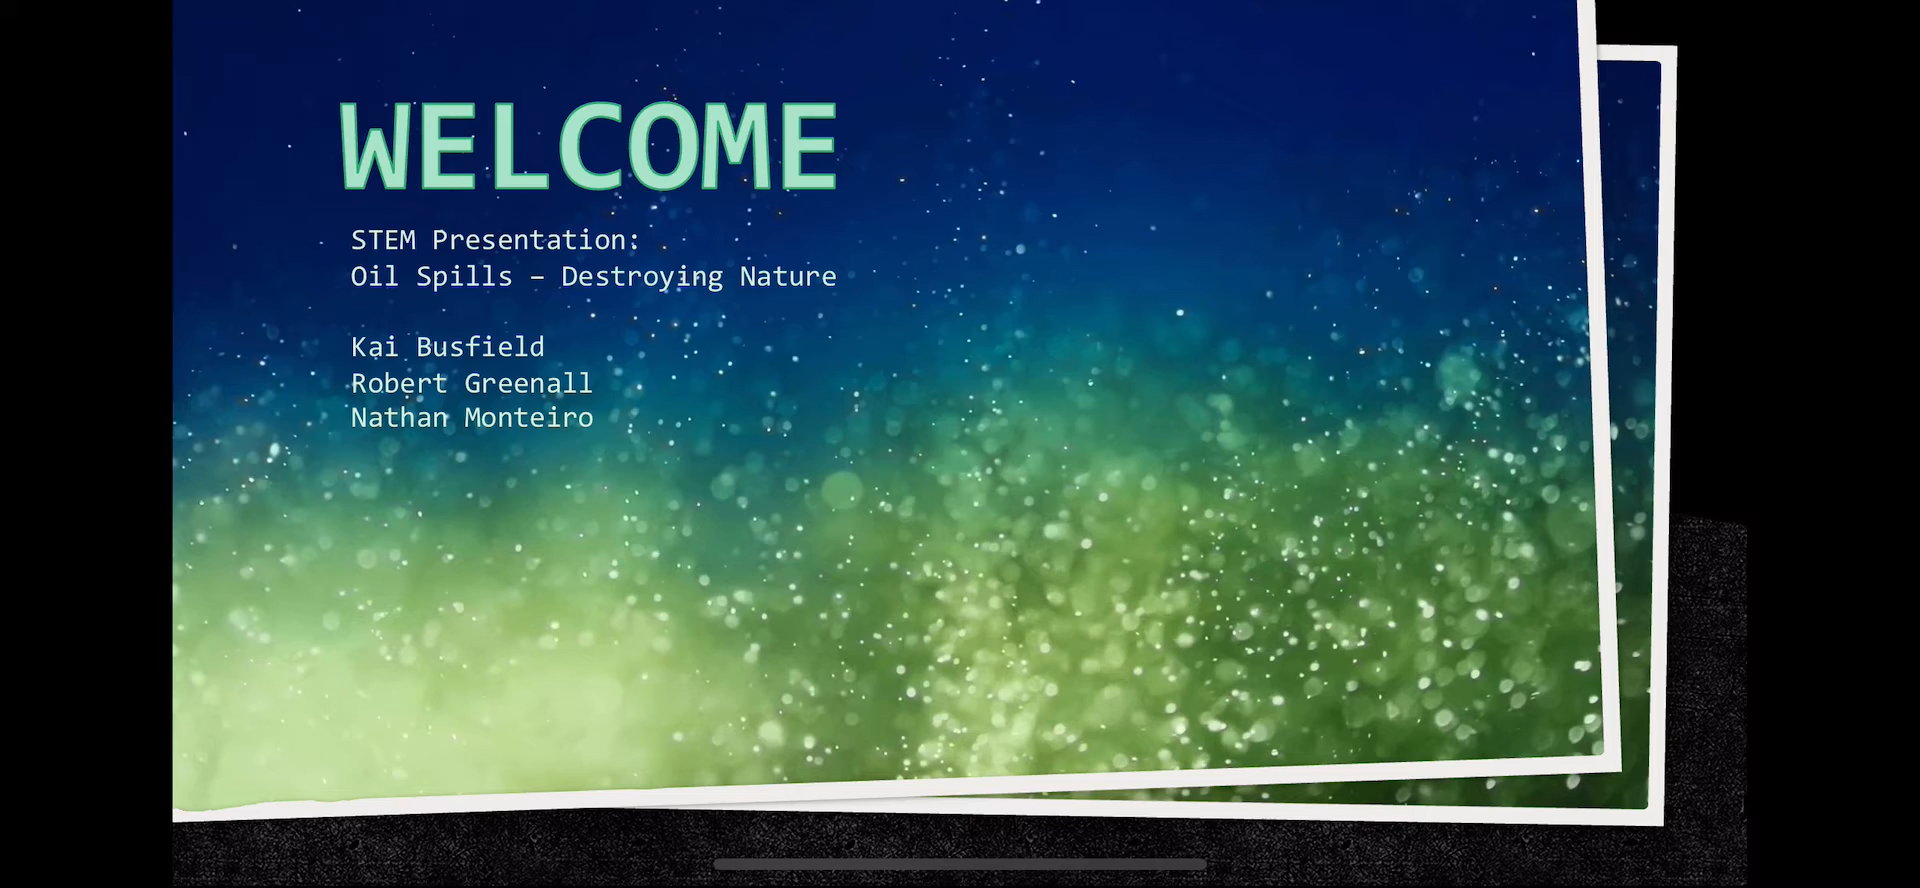 WELCOME
STEM Presentation:
Oil Spills – Destroying Nature
Kai Busfield
Robert Greenall
Nathan Monteiro